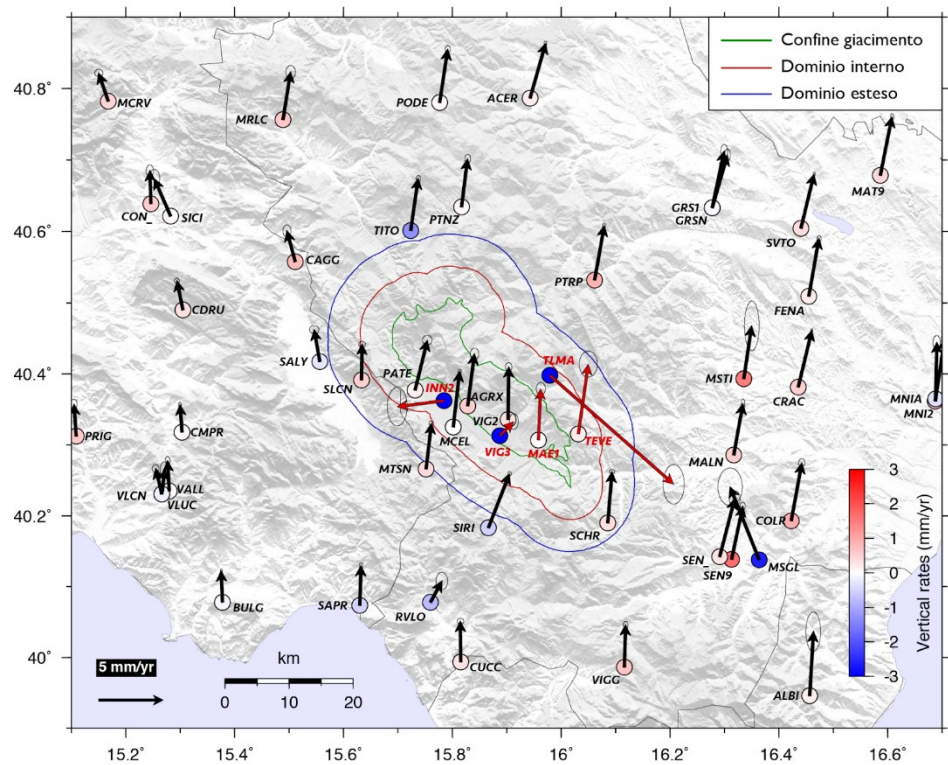 Confine giacimento
Dominio interno
Dominio esteso
40.8˚
40.6˚
40.4˚
40.2˚
40˚
MCRV
MRLC
PODE
ACER
MAT9
CON_
SICI
TITO
PTNZ
GRS1
GRSN
SVTO
CAGG
PTRP
FENA
CDRU
SALY
SLCN
PATE
INN2
AGRX
TLMA
MSTI
CRAC
MNIA
MNI2
PRIG
CMPR
MCEL
VIG2
VIG3
MAE1
TEVE
MTSN
MALN
VLCN
VALL
VLUC
SIRI
SCHR
COLR
SEN_
SEN9
MSGL
BULG
SAPR
RVLO
CUCC
VIGG
ALBI
5 mm/yr
km
0 10 20
3
2
1
0
-1
-2
-3
Vertical rates (mm/yr)
15.2˚ 15.4˚ 15.6˚ 15.8˚ 16˚ 16.2˚ 16.4˚ 16.6˚